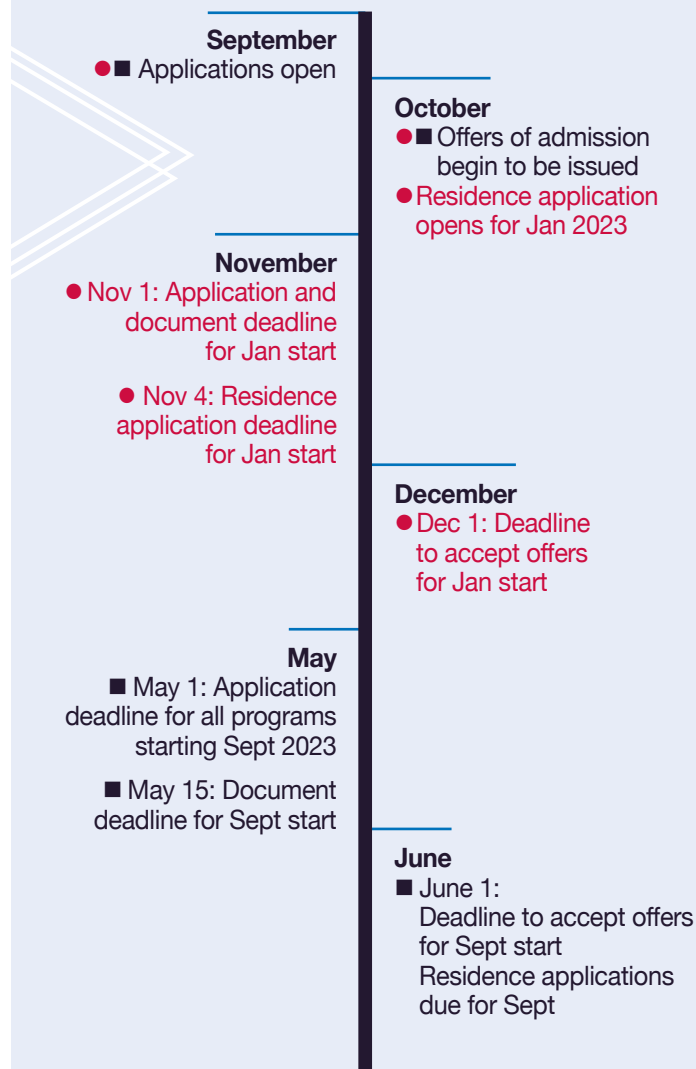 September
●■ Applications open
October
●■ Offers of admission
begin to be issued
● Residence application
opens for Jan 2023
November
● Nov 1: Application and
document deadline
for Jan start
● Nov 4: Residence
application deadline
for Jan start
December
● Dec 1: Deadline
to accept offers
for Jan start
May
■ May 1: Application
deadline for all programs
starting Sept 2023
■ May 15: Document
deadline for Sept start
June
■ June 1:
Deadline to accept offers
for Sept start
Residence applications
due for Sept